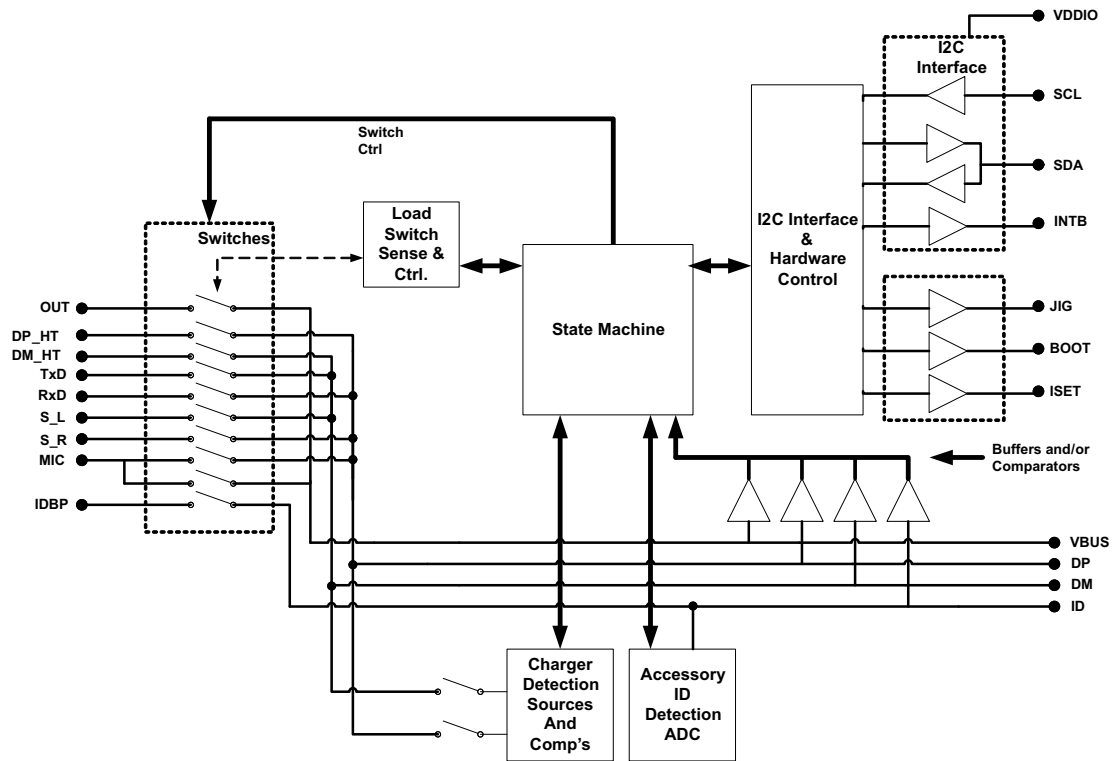 VDDIO
I2C
Interface
SCL
SDA
INTB
Switch
Ctrl
Load
Switch
Sense &
Ctrl.
Switches
State Machine
I2C Interface
&
Hardware
Control
JIG
BOOT
ISET
OUT
DP_HT
DM_HT
TxD
RxD
S_L
S_R
MIC
IDBP
Buffers and/or
Comparators
VBUS
DP
DM
ID
Charger
Detection
Sources
And
Comp's
Accessory
ID
Detection
ADC